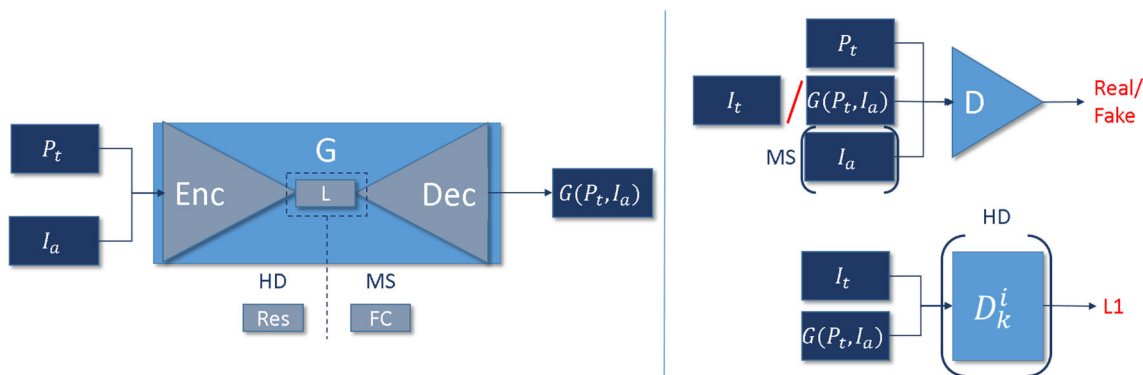 P_t
I_a
G
Enc
L
Dec
G(P_t, I_a)
HD
MS
Res
FC
P_t
I_t / G(P_t, I_a)
MS
I_a
D
Real/
Fake
HD
I_t
G(P_t, I_a)
D_k^i
L1